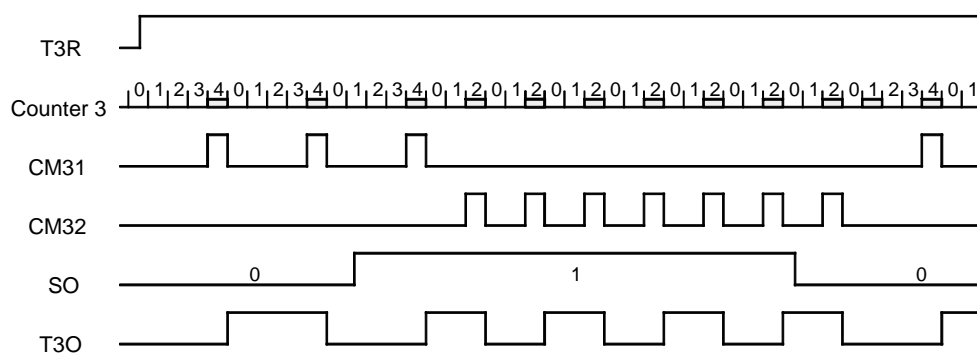 T3R
Counter 3 0 1 2 3 4 0 1 2 3 4 0 1 2 3 4 0 1 2 0 1 2 0 1 2 0 1 2 0 1 2 0 1 2 0 1 2 0 1 2 3 4 0 1
CM31
CM32
SO 0 1 0
T3O